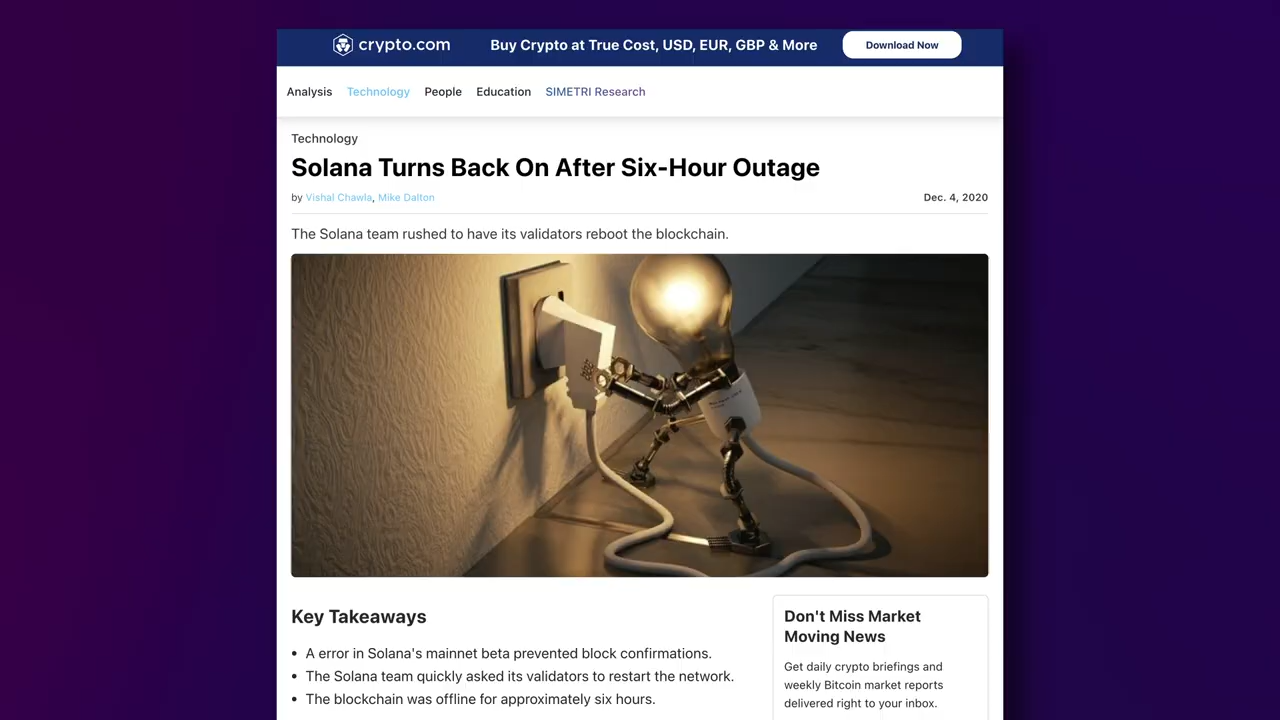 crypto.com
Buy Crypto at True Cost, USD, EUR, GBP & More
Download Now
Analysis Technology People Education SIMETRI Research
Technology
Solana Turns Back On After Six-Hour Outage
by Vishal Chawla, Mike Dalton
Dec. 4, 2020
The Solana team rushed to have its validators reboot the blockchain.
Key Takeaways
• A error in Solana's mainnet beta prevented block confirmations.
• The Solana team quickly asked its validators to restart the network.
• The blockchain was offline for approximately six hours.
Don't Miss Market
Moving News
Get daily crypto briefings and
weekly Bitcoin market reports
delivered right to your inbox.